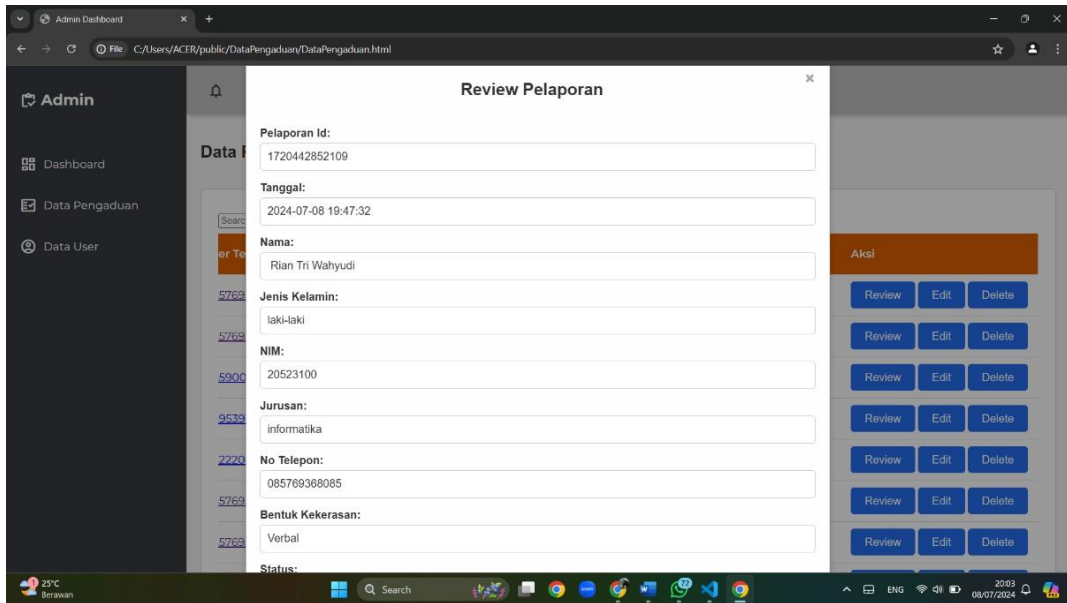 Admin Dashboard
File C:/Users/ACER/public/DataPengaduan/DataPengaduan.html
Admin
Dashboard
Data Pengaduan
Data User
Data
Review Pelaporan
Pelaporan Id:
1720442852109
Tanggal:
2024-07-08 19:47:32
Nama:
Rian Tri Wahyudi
Jenis Kelamin:
laki-laki
NIM:
20523100
Jurusan:
informatika
No Telepon:
085769368085
Bentuk Kekerasan:
Verbal
Status:
Searc
er Te
Aksi
5769
Review Edit Delete
5769
Review Edit Delete
5900
Review Edit Delete
9539
Review Edit Delete
2220
Review Edit Delete
5769
Review Edit Delete
5769
Review Edit Delete
1
25°C
Berawan
Search
ENG
20:03
08/07/2024